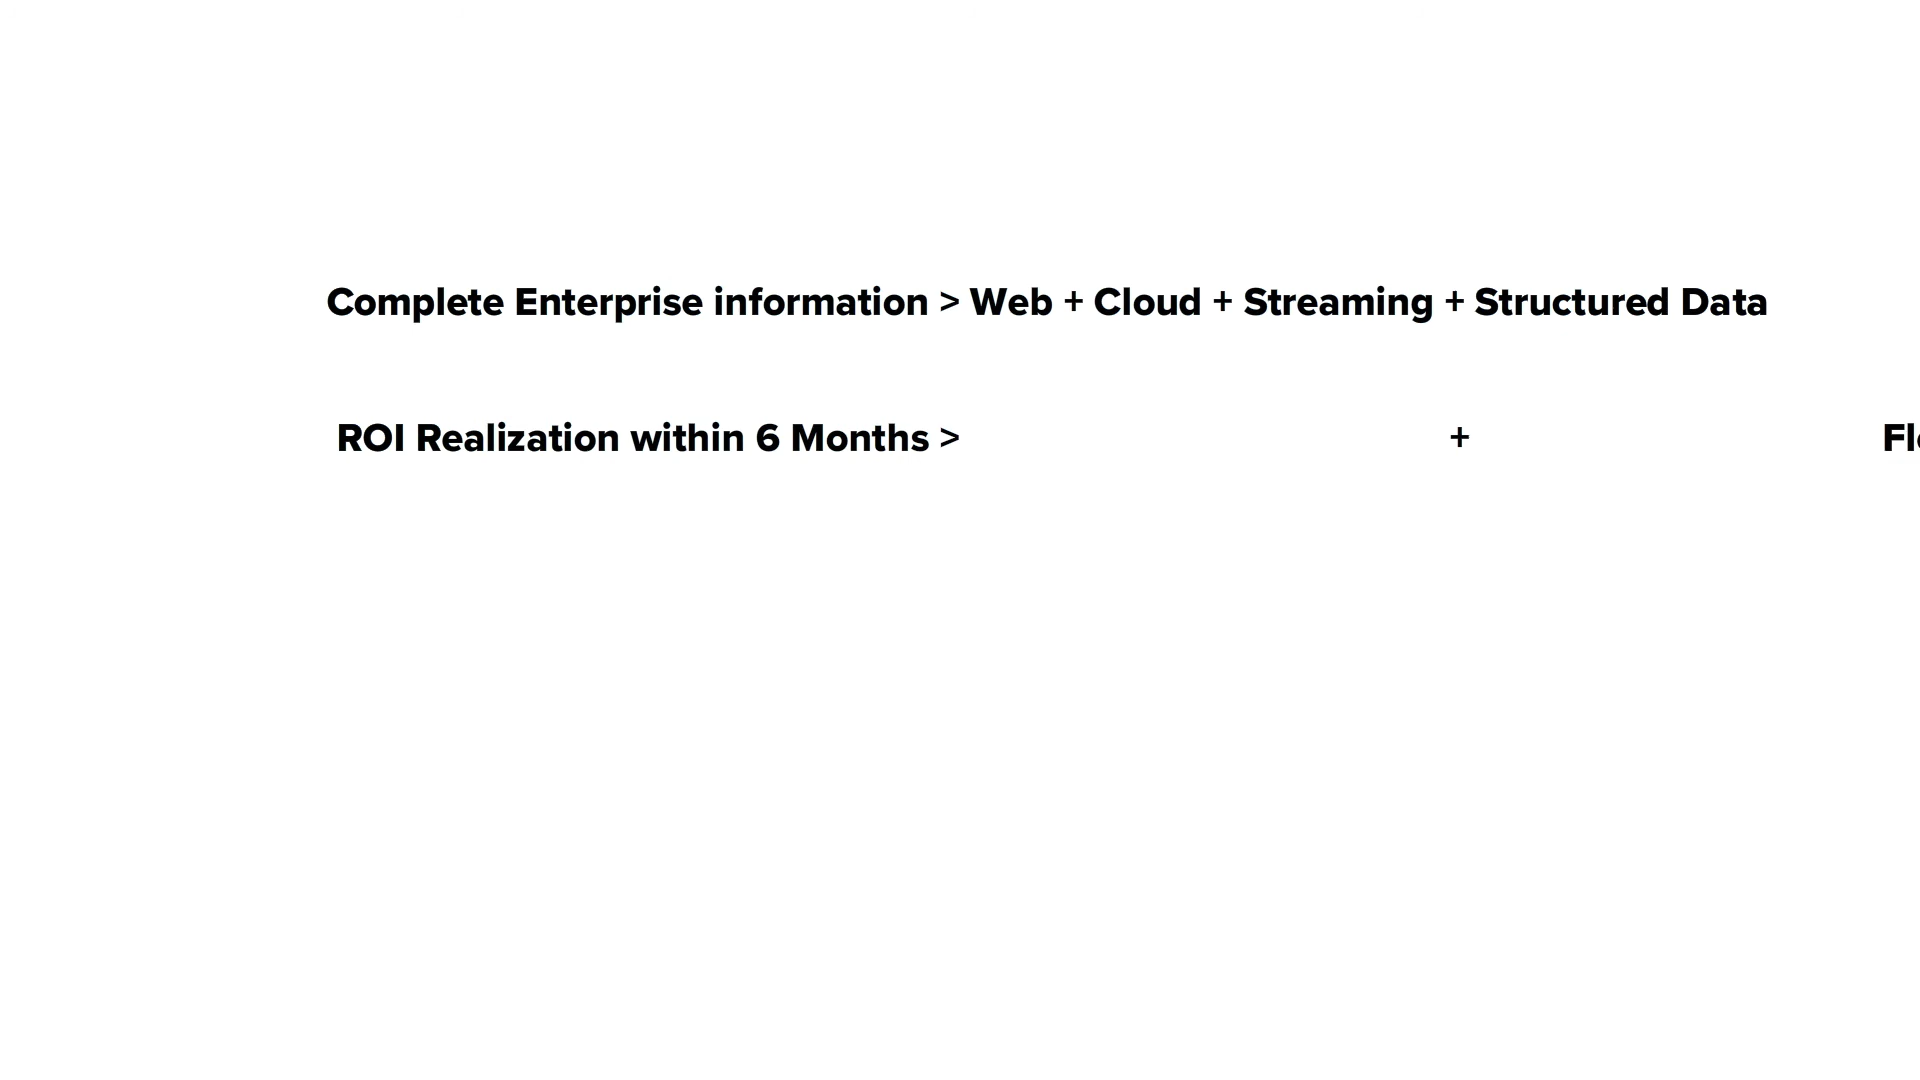 Complete Enterprise information > Web + Cloud + Streaming + Structured Data
ROI Realization within 6 Months > +